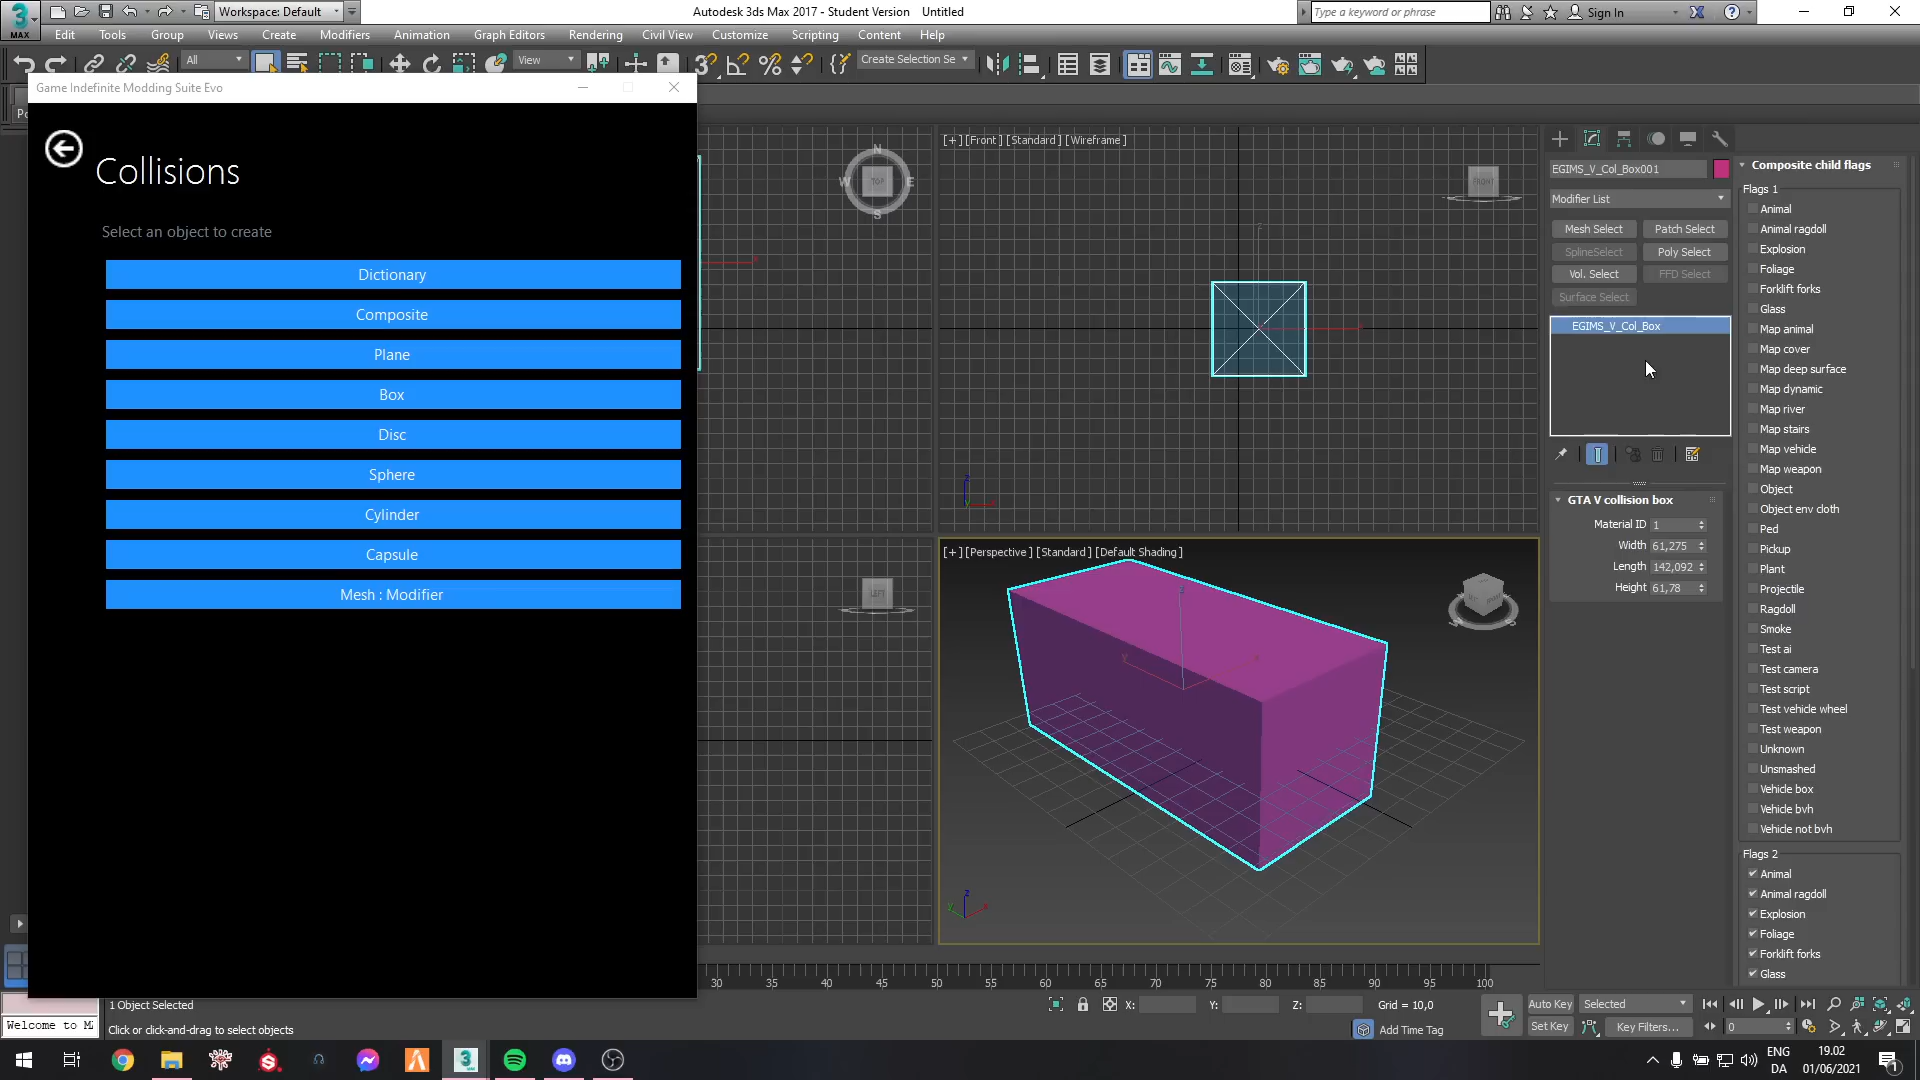 Workspace: Default
Autodesk 3ds Max 2017 - Student Version    Untitled
Type a keyword or phrase
Sign In
MAX
Edit Tools Group Views Create Modifiers Animation Graph Editors Rendering Civil View Customize Scripting Content Help
All
View
Create Selection Se
Game Indefinite Modding Suite Evo
Collisions
Select an object to create
Dictionary
Composite
Plane
Box
Disc
Sphere
Cylinder
Capsule
Mesh : Modifier
Po
N
W TOP E
S
[+] [Front] [Standard] [Wireframe]
FRONT
LEFT
[+] [Perspective] [Standard] [Default Shading]
EGIMS_V_Col_Box001
Modifier List
Mesh Select Patch Select
SplineSelect Poly Select
Vol. Select FFD Select
Surface Select
EGIMS_V_Col_Box
GTA V collision box
Material ID 1
Width 61,275
Length 142,092
Height 61,78
Composite child flags
Flags 1
Animal
Animal ragdoll
Explosion
Foliage
Forklift forks
Glass
Map animal
Map cover
Map deep surface
Map dynamic
Map river
Map stairs
Map vehicle
Map weapon
Object
Object env cloth
Ped
Pickup
Plant
Projectile
Ragdoll
Smoke
Test ai
Test camera
Test script
Test vehicle wheel
Test weapon
Unknown
Unsmashed
Vehicle box
Vehicle bvh
Vehicle not bvh
Flags 2
Animal
Animal ragdoll
Explosion
Foliage
Forklift forks
Glass
30 35 40 45 50 55 60 65 70 75 80 85 90 95 100
1 Object Selected
X: Y: Z: Grid = 10,0
Auto Key Selected
Welcome to M
Click or click-and-drag to select objects
Add Time Tag
Set Key Key Filters... 0
ENG
DA
19.02
01/06/2021
1